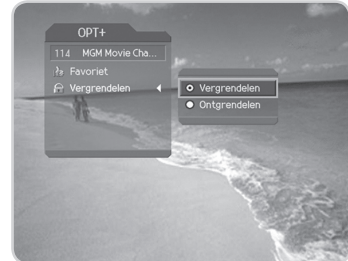 OPT+
114 MGM Movie Cha...
Favoriet
Vergrendelen
Vergrendelen
Ontgrendelen